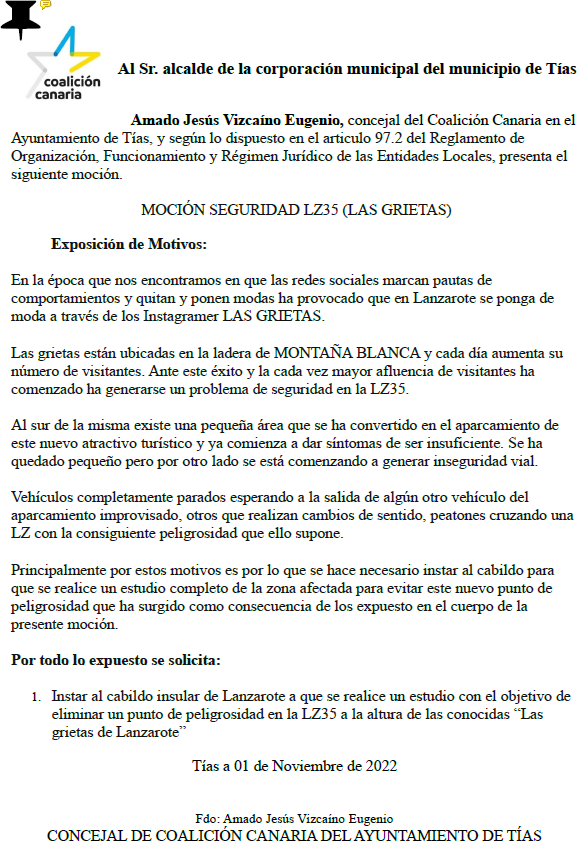 coalición
canaria
Al Sr. alcalde de la corporación municipal del municipio de Tías
Amado Jesús Vizcaíno Eugenio, concejal del Coalición Canaria en el
Ayuntamiento de Tías, y según lo dispuesto en el articulo 97.2 del Reglamento de
Organización, Funcionamiento y Régimen Jurídico de las Entidades Locales, presenta el
siguiente moción.
MOCIÓN SEGURIDAD LZ35 (LAS GRIETAS)
Exposición de Motivos:
En la época que nos encontramos en que las redes sociales marcan pautas de
comportamientos y quitan y ponen modas ha provocado que en Lanzarote se ponga de
moda a través de los Instagramer LAS GRIETAS.
Las grietas están ubicadas en la ladera de MONTAÑA BLANCA y cada día aumenta su
número de visitantes. Ante este éxito y la cada vez mayor afluencia de visitantes ha
comenzado ha generarse un problema de seguridad en la LZ35.
Al sur de la misma existe una pequeña área que se ha convertido en el aparcamiento de
este nuevo atractivo turístico y ya comienza a dar síntomas de ser insuficiente. Se ha
quedado pequeño pero por otro lado se está comenzando a generar inseguridad vial.
Vehículos completamente parados esperando a la salida de algún otro vehículo del
aparcamiento improvisado, otros que realizan cambios de sentido, peatones cruzando una
LZ con la consiguiente peligrosidad que ello supone.
Principalmente por estos motivos es por lo que se hace necesario instar al cabildo para
que se realice un estudio completo de la zona afectada para evitar este nuevo punto de
peligrosidad que ha surgido como consecuencia de los expuesto en el cuerpo de la
presente moción.
Por todo lo expuesto se solicita:
1. Instar al cabildo insular de Lanzarote a que se realice un estudio con el objetivo de
eliminar un punto de peligrosidad en la LZ35 a la altura de las conocidas “Las
grietas de Lanzarote”
Tías a 01 de Noviembre de 2022
Fdo: Amado Jesús Vizcaíno Eugenio
CONCEJAL DE COALICIÓN CANARIA DEL AYUNTAMIENTO DE TÍAS